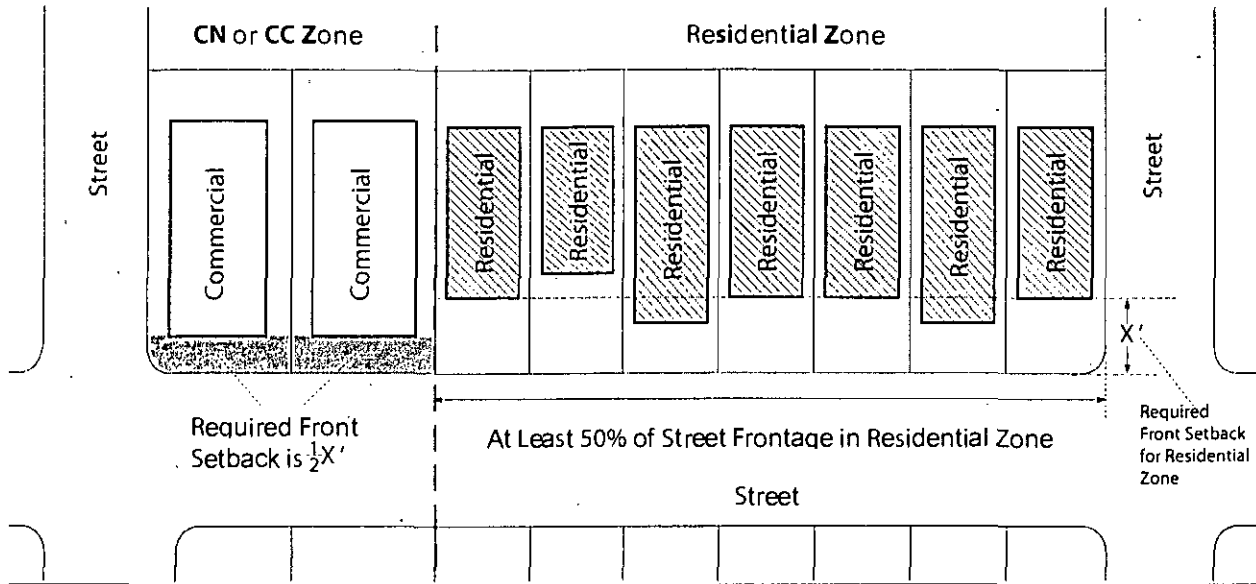 CN or CC Zone
Residential Zone
Street
Commercial
Commercial
Residential
Residential
Residential
Residential
Residential
Residential
Residential
Street
X'
Required Front
Setback is ½X'
At Least 50% of Street Frontage in Residential Zone
Required
Front Setback
for Residential
Zone
Street